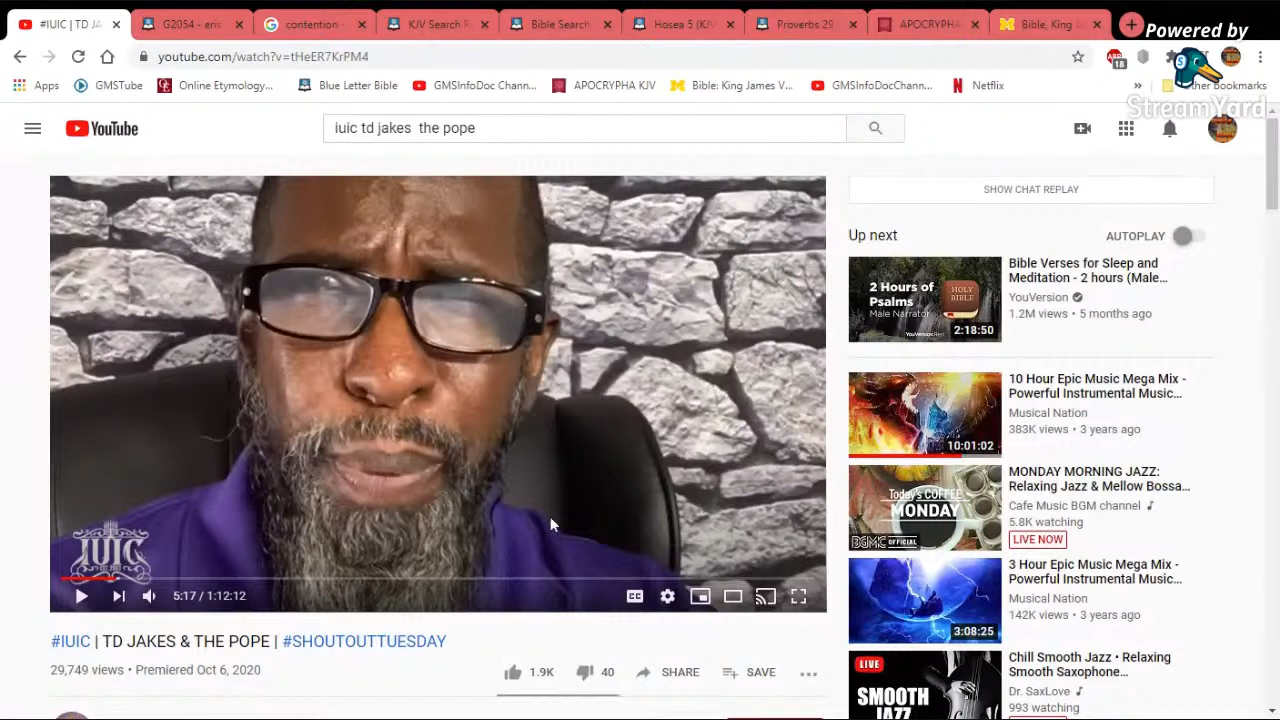 #IUIC | TD JA
G2054 - eris
contention -
KJV Search R
Bible Search
Hosea 5 (KJV
Proverbs 29
APOCRYPHA
Bible, King Ja
Powered by
StreamYard
youtube.com/watch?v=tHeER7KrPM4
18
Apps
GMSTube
Online Etymology...
Blue Letter Bible
GMSInfoDoc Chann...
APOCRYPHA KJV
Bible: King James V...
GMSInfoDocChann...
Netflix
»
ther bookmarks
YouTube
iuic td jakes the pope
SHOW CHAT REPLAY
Up next
AUTOPLAY
2 Hours of
Psalms
Male Narrator
HOLY
BIBLE
2:18:50
Bible Verses for Sleep and
Meditation - 2 hours (Male...
YouVersion
1.2M views • 5 months ago
10:01:02
10 Hour Epic Music Mega Mix -
Powerful Instrumental Music...
Musical Nation
383K views • 3 years ago
Today's COFFEE
MONDAY
BGMC OFFICIAL
MONDAY MORNING JAZZ:
Relaxing Jazz & Mellow Bossa...
Cafe Music BGM channel
5.8K watching
LIVE NOW
3:08:25
3 Hour Epic Music Mega Mix -
Powerful Instrumental Music...
Musical Nation
142K views • 3 years ago
LIVE
SMOOTH
JAZZ
Chill Smooth Jazz • Relaxing
Smooth Saxophone...
Dr. SaxLove
993 watching
IUIC
5:17 / 1:12:12
CC
#IUIC | TD JAKES & THE POPE | #SHOUTOUTTUESDAY
29,749 views • Premiered Oct 6, 2020
1.9K
40
SHARE
SAVE